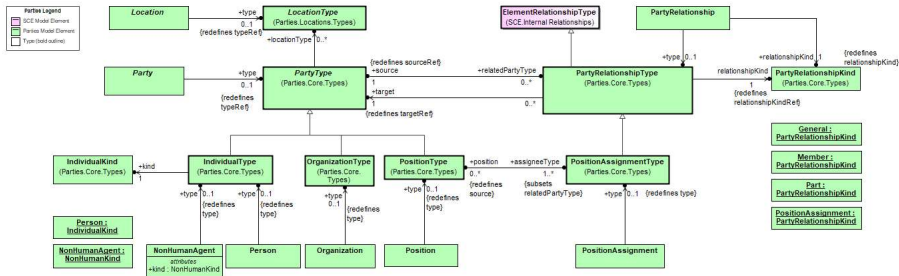 Parties Legend
SCE Model Element
Parties Model Element
Type (bold outline)
Location
+type
0..1
{redefines typeRef}
LocationType
(Parties.Locations.Types)
+locationType
0..*
ElementRelationshipType
(SCE.Internal Relationships)
PartyRelationship
+type
0..1
+relationshipKind
1
{redefines
relationshipKind}
Party
+type
0..1
{redefines
typeRef}
PartyType
(Parties.Core.Types)
{redefines sourceRef}
+source
1
+relatedPartyType
0..*
+target
1
0..*
{redefines targetRef}
PartyRelationshipType
(Parties.Core.Types)
relationshipKind
1
{redefines
relationshipKindRef}
PartyRelationshipKind
(Parties.Core.Types)
General :
PartyRelationshipKind
Member :
PartyRelationshipKind
Part :
PartyRelationshipKind
PositionAssignment :
PartyRelationshipKind
IndividualKind
(Parties.Core.Types)
+kind
1
IndividualType
(Parties.Core.Types)
OrganizationType
(Parties.Core.
Types)
PositionType
(Parties.Core.Types)
+position
0..*
{redefines
source}
+assigneeType
1..*
{subsets
relatedPartyType}
PositionAssignmentType
(Parties.Core.Types)
+type
0..1
{redefines
type}
+type
0..1
{redefines
type}
+type
0..1
{redefines
type}
+type
0..1
{redefines
type}
+type
0..1
{redefines type}
Person :
IndividualKind
NonHumanAgent :
NonHumanKind
NonHumanAgent
attributes
+kind : NonHumanKind
Person
Organization
Position
PositionAssignment